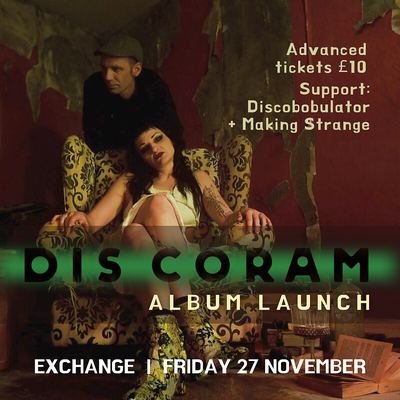 Advanced
tickets £10
Support:
Discobobulator
+ Making Strange
DIS CORAM
ALBUM LAUNCH
EXCHANGE | FRIDAY 27 NOVEMBER